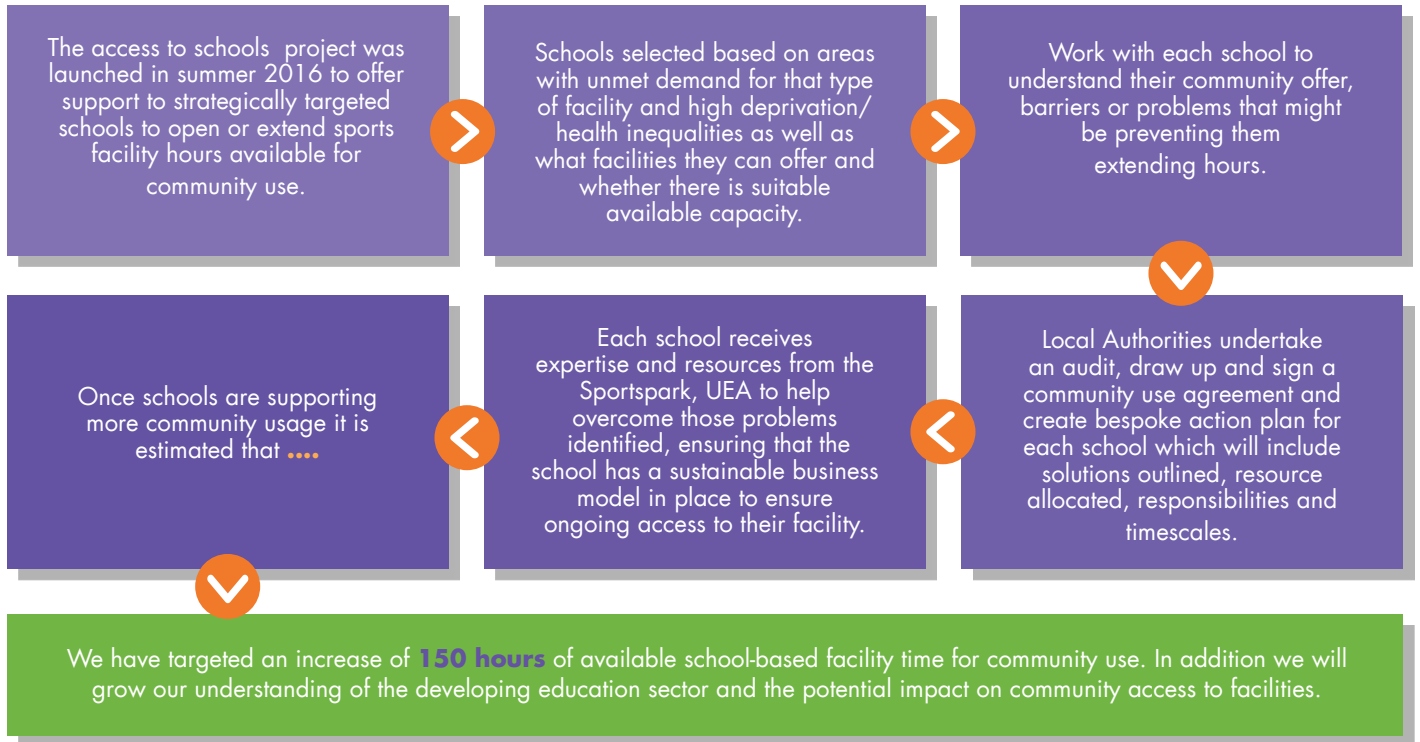 The access to schools project was
launched in summer 2016 to offer
support to strategically targeted
schools to open or extend sports
facility hours available for
community use.
Schools selected based on areas
with unmet demand for that type
of facility and high deprivation/
health inequalities as well as
what facilities they can offer and
whether there is suitable
available capacity.
Work with each school to
understand their community offer,
barriers or problems that might
be preventing them
extending hours.
Local Authorities undertake
an audit, draw up and sign a
community use agreement and
create bespoke action plan for
each school which will include
solutions outlined, resource
allocated, responsibilities and
timescales.
Each school receives
expertise and resources from the
Sportspark, UEA to help
overcome those problems
identified, ensuring that the
school has a sustainable business
model in place to ensure
ongoing access to their facility.
Once schools are supporting
more community usage it is
estimated that ....
We have targeted an increase of 150 hours of available school-based facility time for community use. In addition we will
grow our understanding of the developing education sector and the potential impact on community access to facilities.